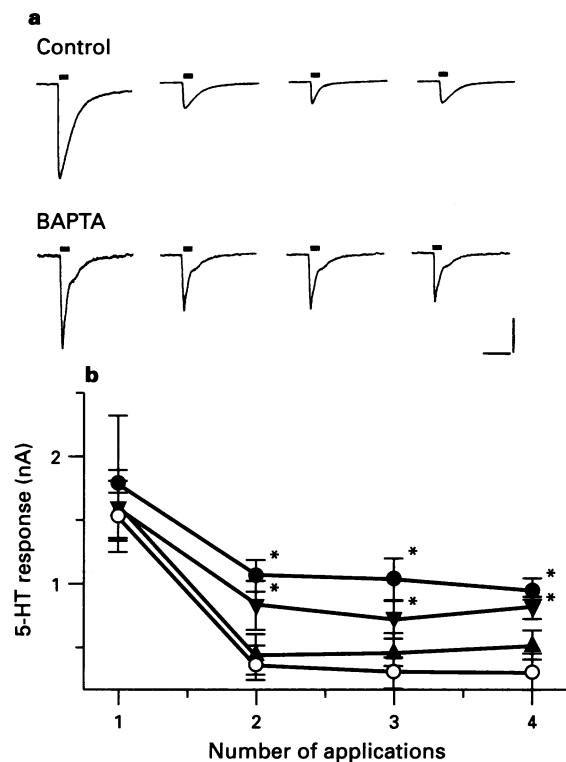 a
Control
BAPTA
b
5-HT response (nA)
2
1
*
*
*
*
*
*
1 2 3 4
Number of applications